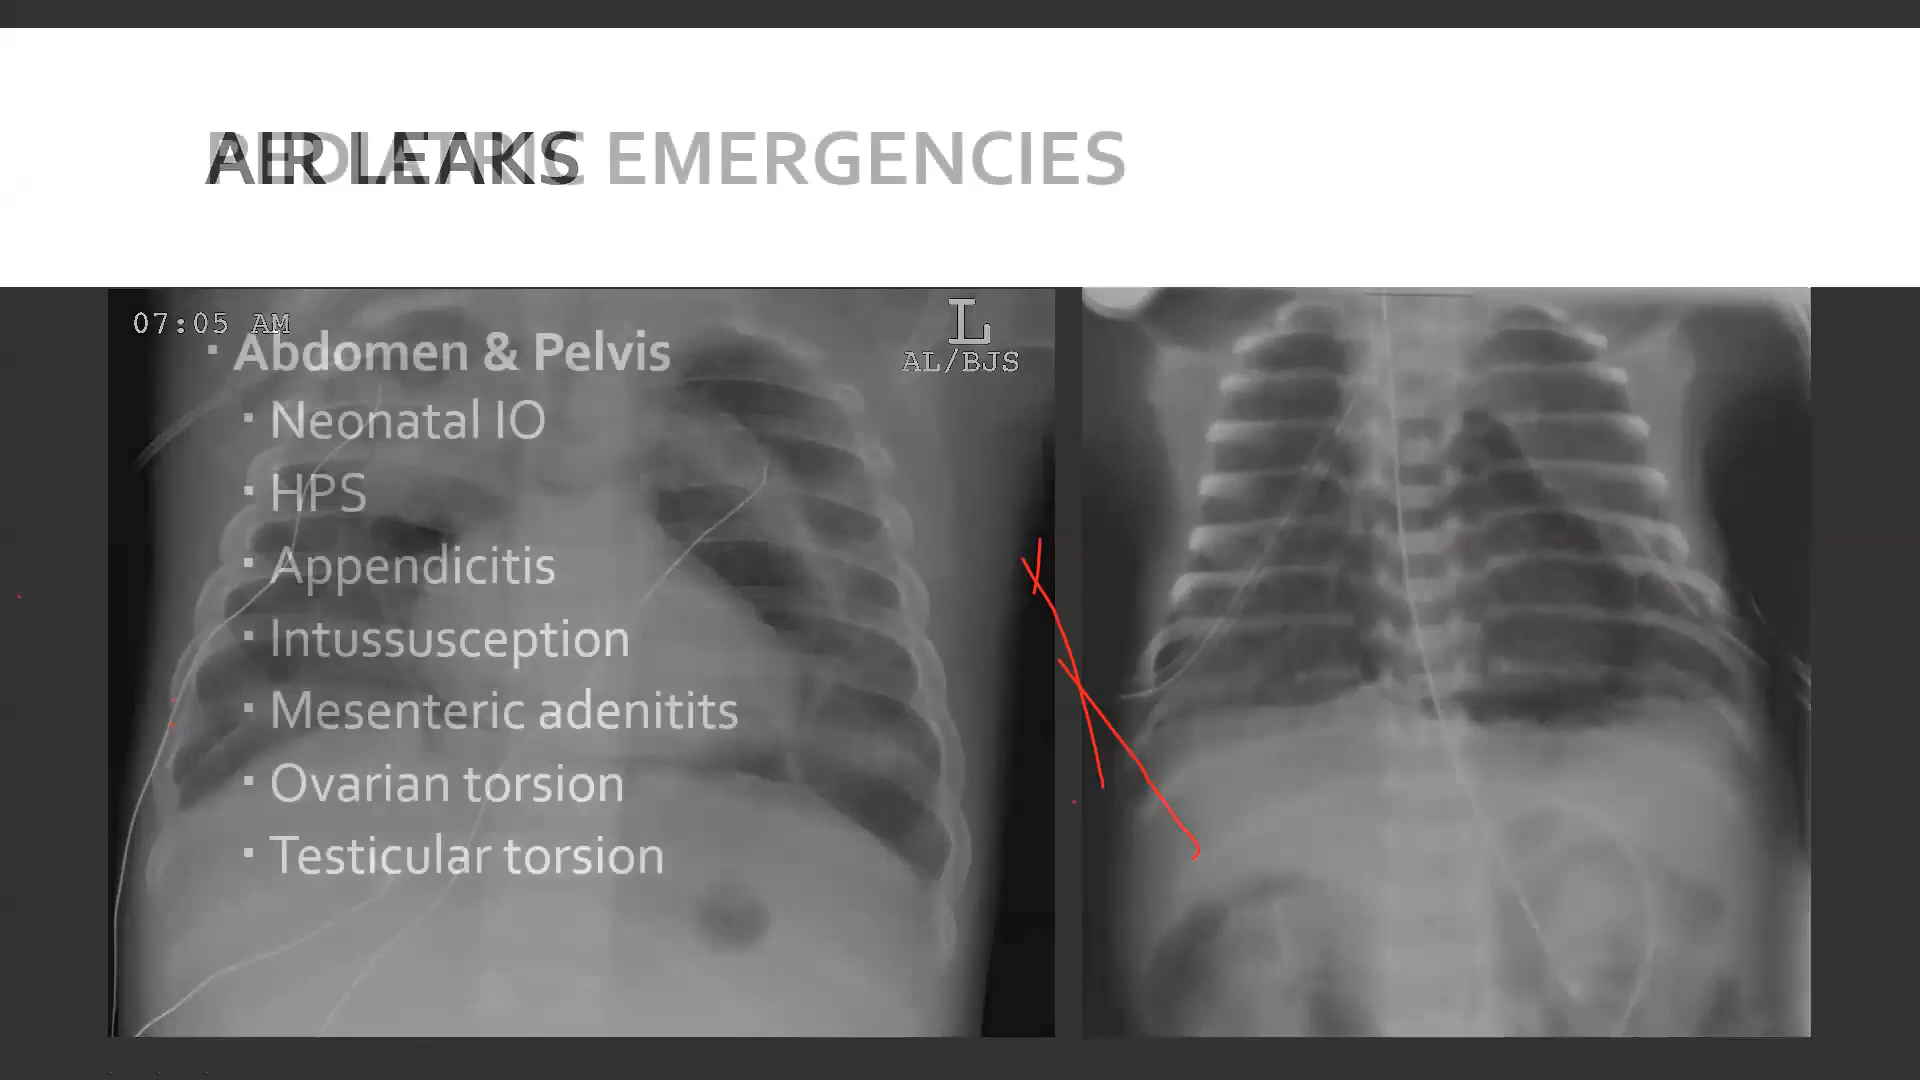 AIR LEAKS
PEDIATRIC EMERGENCIES
07:05 AM
L
AL/BJS
▪ Abdomen & Pelvis
▪ Neonatal IO
▪ HPS
▪ Appendicitis
▪ Intussusception
▪ Mesenteric adenitits
▪ Ovarian torsion
▪ Testicular torsion